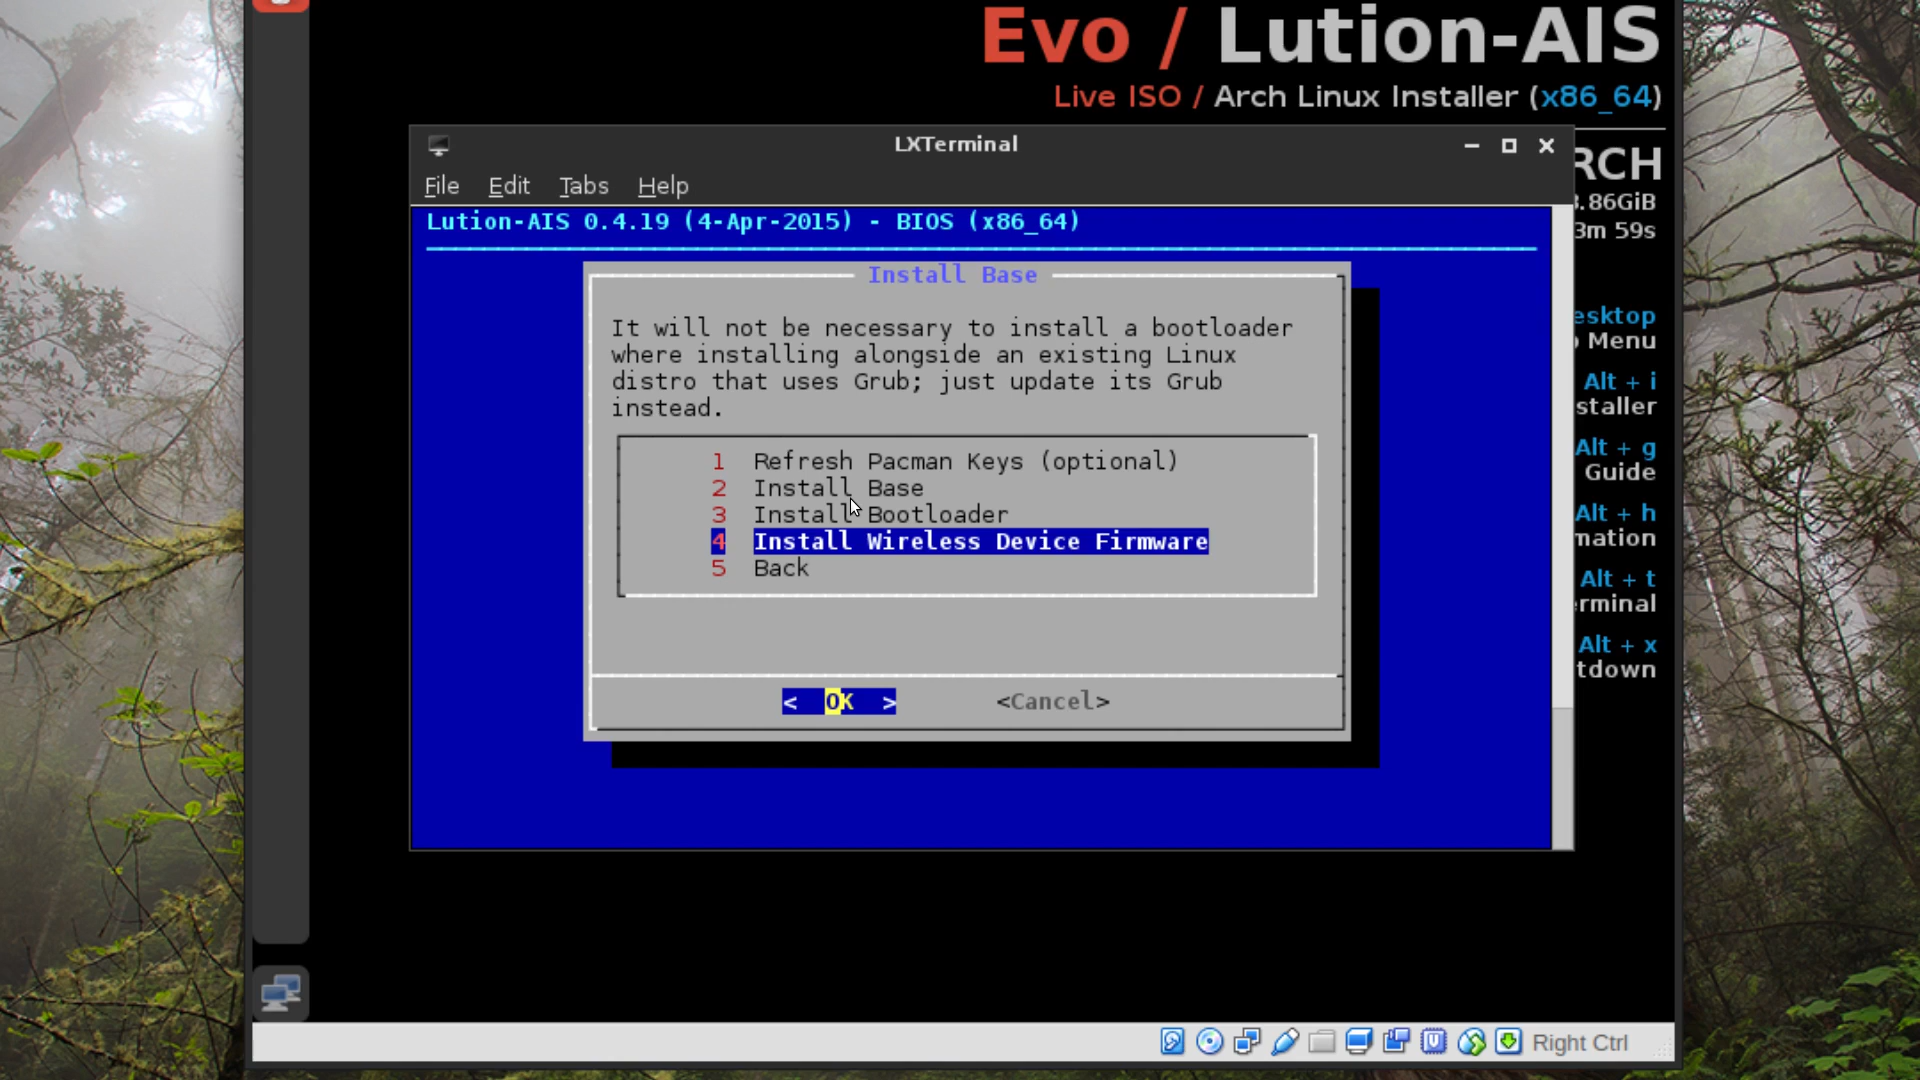 Evo / Lution-AIS
Live ISO / Arch Linux Installer (x86_64)
LXTerminal
File Edit Tabs Help
RCH
.86GiB
3m 59s
Lution-AIS 0.4.19 (4-Apr-2015) - BIOS (x86_64)
Install Base
It will not be necessary to install a bootloader
where installing alongside an existing Linux
distro that uses Grub; just update its Grub
instead.
1 Refresh Pacman Keys (optional)
2 Install Base
3 Install Bootloader
4 Install Wireless Device Firmware
5 Back
< OK > <Cancel>
esktop
Menu
Alt + i
staller
Alt + g
Guide
Alt + h
mation
Alt + t
erminal
Alt + x
tdown
Right Ctrl